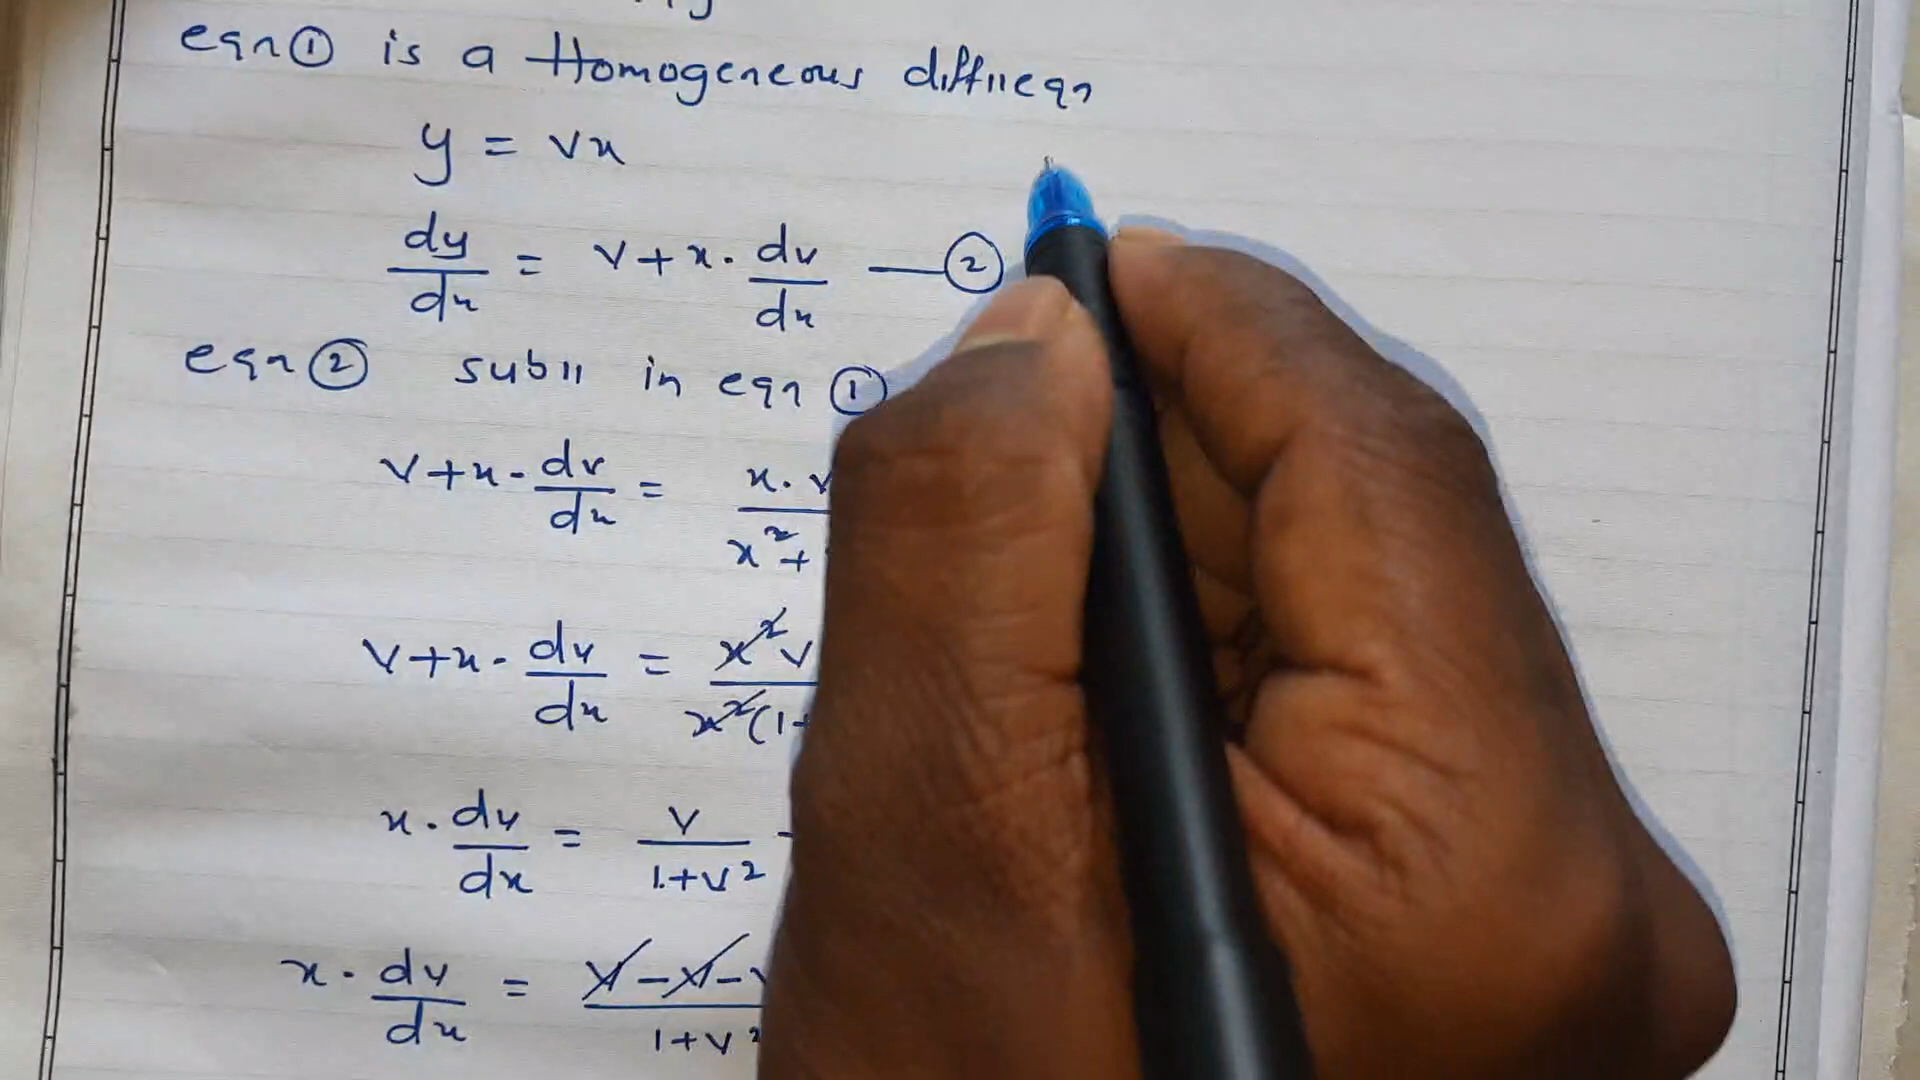 eqn ① is a Homogeneous diff//eqn
y = vx
dy/dx = v + x · dv/dx — ②
eqn ② sub// in eqn ①
v + x · dv/dx = x · v / x² +
v + x · dv/dx = x² v / x² (1 +
x · dv/dx = v / 1 + v² -
x · dv/dx = v - v - v / 1 + v²